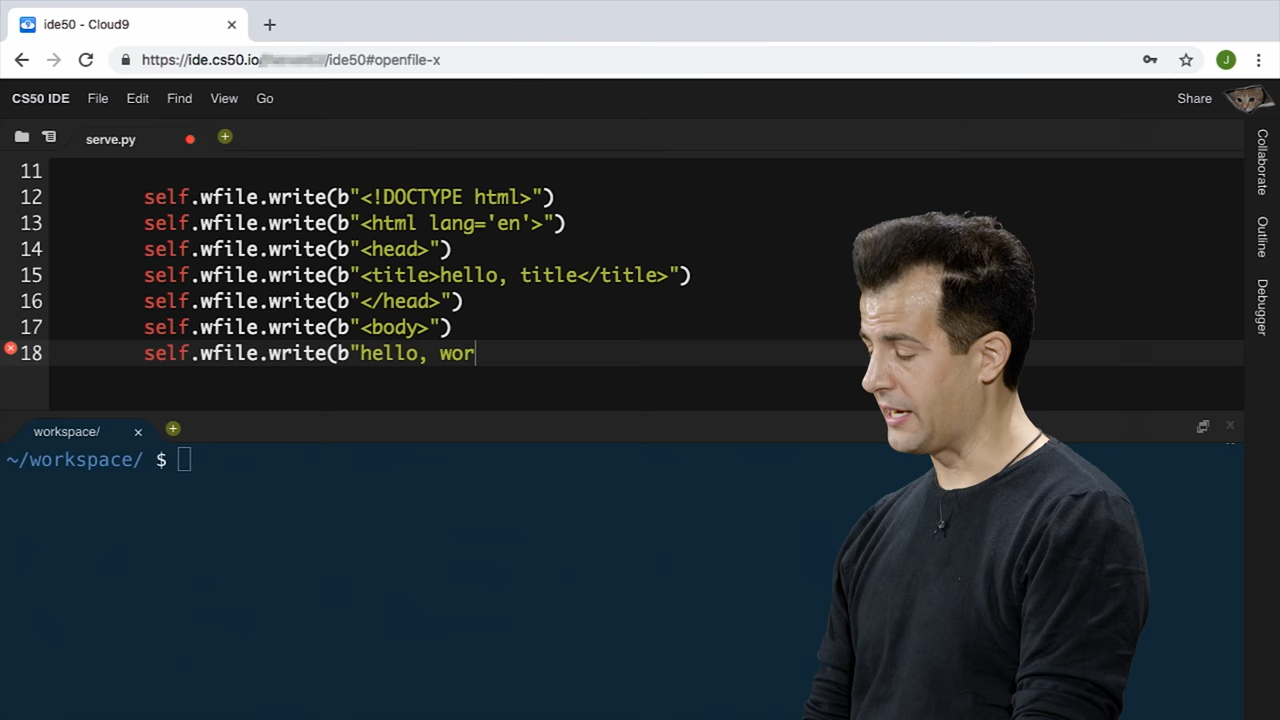 ide50 - Cloud9
https://ide.cs50.io/ /ide50#openfile-x
J
CS50 IDE File Edit Find View Go Share
serve.py
Collaborate
Outline
Debugger
11
12 self.wfile.write(b"<!DOCTYPE html>")
13 self.wfile.write(b"<html lang='en'>")
14 self.wfile.write(b"<head>")
15 self.wfile.write(b"<title>hello, title</title>")
16 self.wfile.write(b"</head>")
17 self.wfile.write(b"<body>")
18 self.wfile.write(b"hello, wor
workspace/
~/workspace/ $